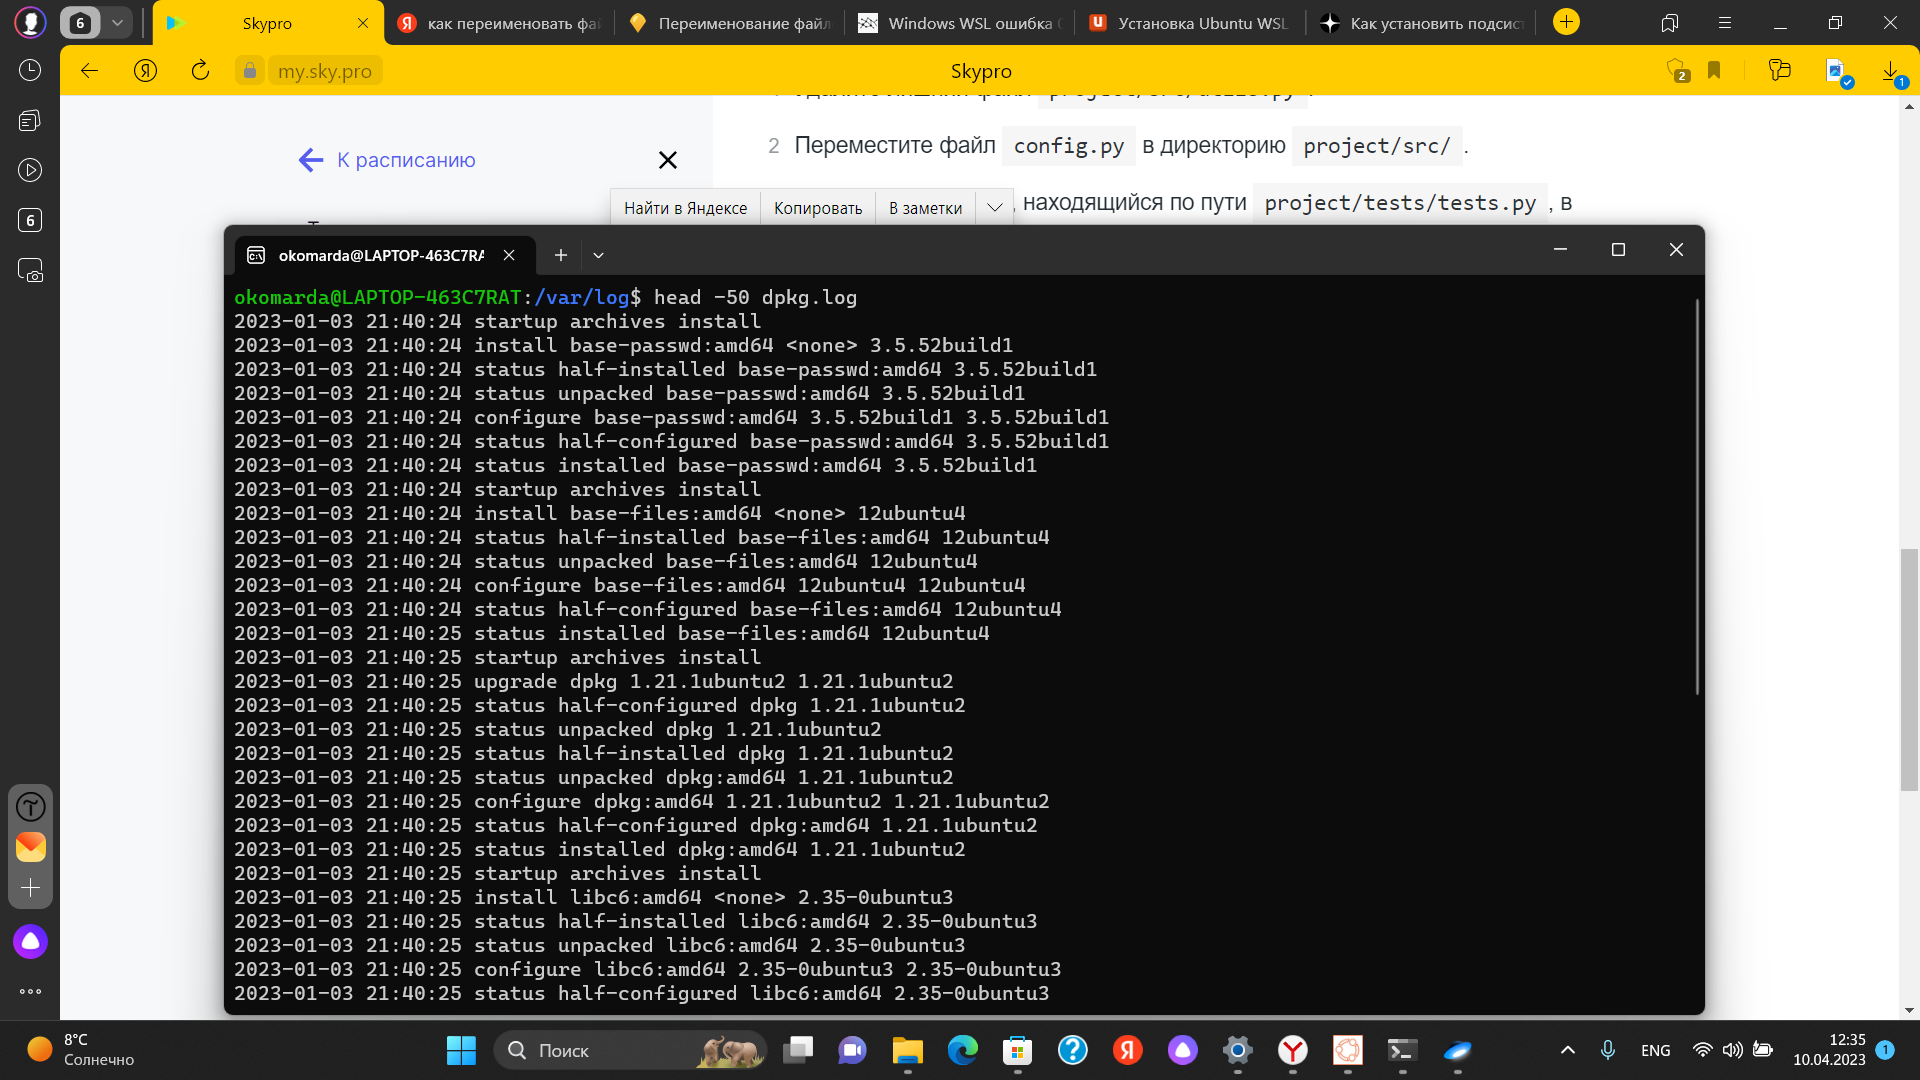 6
Skypro
как переименовать фай
Переименование файл
Windows WSL ошибка
Установка Ubuntu WSL
Как установить подсист
my.sky.pro
Skypro
2
1
К расписанию
project/src/utils.py
2 Переместите файл config.py в директорию project/src/ .
Найти в Яндексе
Копировать
В заметки
, находящийся по пути project/tests/tests.py , в
6
okomarda@LAPTOP-463C7RA
okomarda@LAPTOP-463C7RAT:/var/log$ head -50 dpkg.log
2023-01-03 21:40:24 startup archives install
2023-01-03 21:40:24 install base-passwd:amd64 <none> 3.5.52build1
2023-01-03 21:40:24 status half-installed base-passwd:amd64 3.5.52build1
2023-01-03 21:40:24 status unpacked base-passwd:amd64 3.5.52build1
2023-01-03 21:40:24 configure base-passwd:amd64 3.5.52build1 3.5.52build1
2023-01-03 21:40:24 status half-configured base-passwd:amd64 3.5.52build1
2023-01-03 21:40:24 status installed base-passwd:amd64 3.5.52build1
2023-01-03 21:40:24 startup archives install
2023-01-03 21:40:24 install base-files:amd64 <none> 12ubuntu4
2023-01-03 21:40:24 status half-installed base-files:amd64 12ubuntu4
2023-01-03 21:40:24 status unpacked base-files:amd64 12ubuntu4
2023-01-03 21:40:24 configure base-files:amd64 12ubuntu4 12ubuntu4
2023-01-03 21:40:24 status half-configured base-files:amd64 12ubuntu4
2023-01-03 21:40:25 status installed base-files:amd64 12ubuntu4
2023-01-03 21:40:25 startup archives install
2023-01-03 21:40:25 upgrade dpkg 1.21.1ubuntu2 1.21.1ubuntu2
2023-01-03 21:40:25 status half-configured dpkg 1.21.1ubuntu2
2023-01-03 21:40:25 status unpacked dpkg 1.21.1ubuntu2
2023-01-03 21:40:25 status half-installed dpkg 1.21.1ubuntu2
2023-01-03 21:40:25 status unpacked dpkg:amd64 1.21.1ubuntu2
2023-01-03 21:40:25 configure dpkg:amd64 1.21.1ubuntu2 1.21.1ubuntu2
2023-01-03 21:40:25 status half-configured dpkg:amd64 1.21.1ubuntu2
2023-01-03 21:40:25 status installed dpkg:amd64 1.21.1ubuntu2
2023-01-03 21:40:25 startup archives install
2023-01-03 21:40:25 install libc6:amd64 <none> 2.35-0ubuntu3
2023-01-03 21:40:25 status half-installed libc6:amd64 2.35-0ubuntu3
2023-01-03 21:40:25 status unpacked libc6:amd64 2.35-0ubuntu3
2023-01-03 21:40:25 configure libc6:amd64 2.35-0ubuntu3 2.35-0ubuntu3
2023-01-03 21:40:25 status half-configured libc6:amd64 2.35-0ubuntu3
8°C
Солнечно
Поиск
ENG
12:35
10.04.2023
1